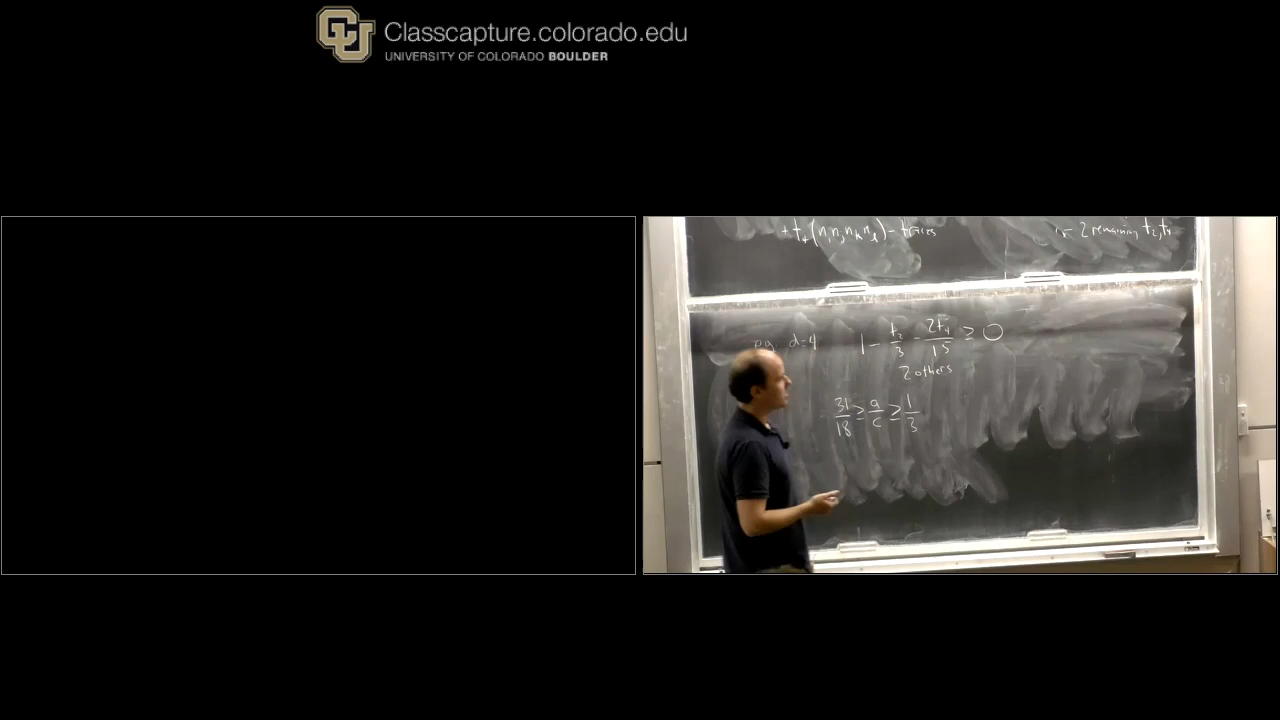 Classcapture.colorado.edu
UNIVERSITY OF COLORADO BOULDER
+ t₄(nᵢnⱼnₖnₗ) - traces
2 remaining t₂, t₄
d=4 1 - t₂/3 - 2t₄/15 ≥ 0
2 others
31/18 ≥ a/c ≥ 1/3